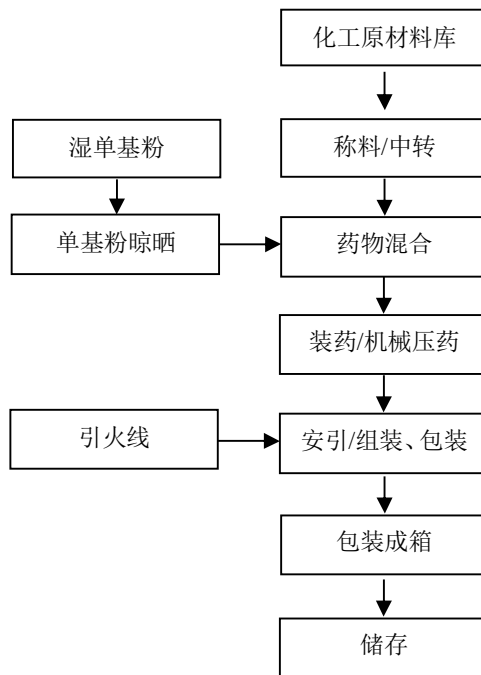 化工原材料库
湿单基粉
称料/中转
单基粉晾晒
药物混合
装药/机械压药
引火线
安引/组装、包装
包装成箱
储存